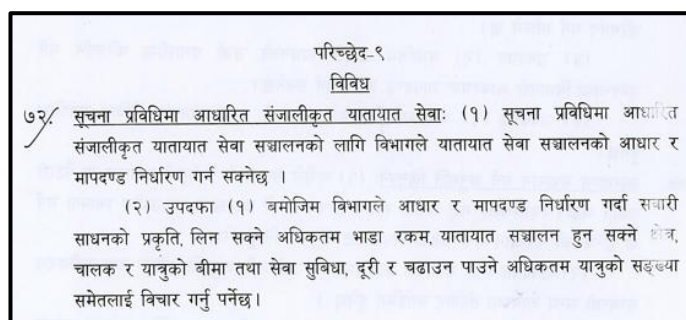 परिच्छेद-९
विविध
७२. सूचना प्रविधिमा आधारित संजालीकृत यातायात सेवाः (१) सूचना प्रविधिमा आधारित
संजालीकृत यातायात सेवा सञ्चालनको लागि विभागले यातायात सेवा सञ्चालनको आधार र
मापदण्ड निर्धारण गर्न सक्नेछ ।
(२) उपदफा (१) बमोजिम विभागले आधार र मापदण्ड निर्धारण गर्दा सवारी
साधनको प्रकृति, लिन सक्ने अधिकतम भाडा रकम, यातायात सञ्चालन हुन सक्ने क्षेत्र,
चालक र यात्रुको बीमा तथा सेवा सुविधा, दूरी र चढाउन पाउने अधिकतम यात्रुको सङ्ख्या
समेतलाई विचार गर्नु पर्नेछ।